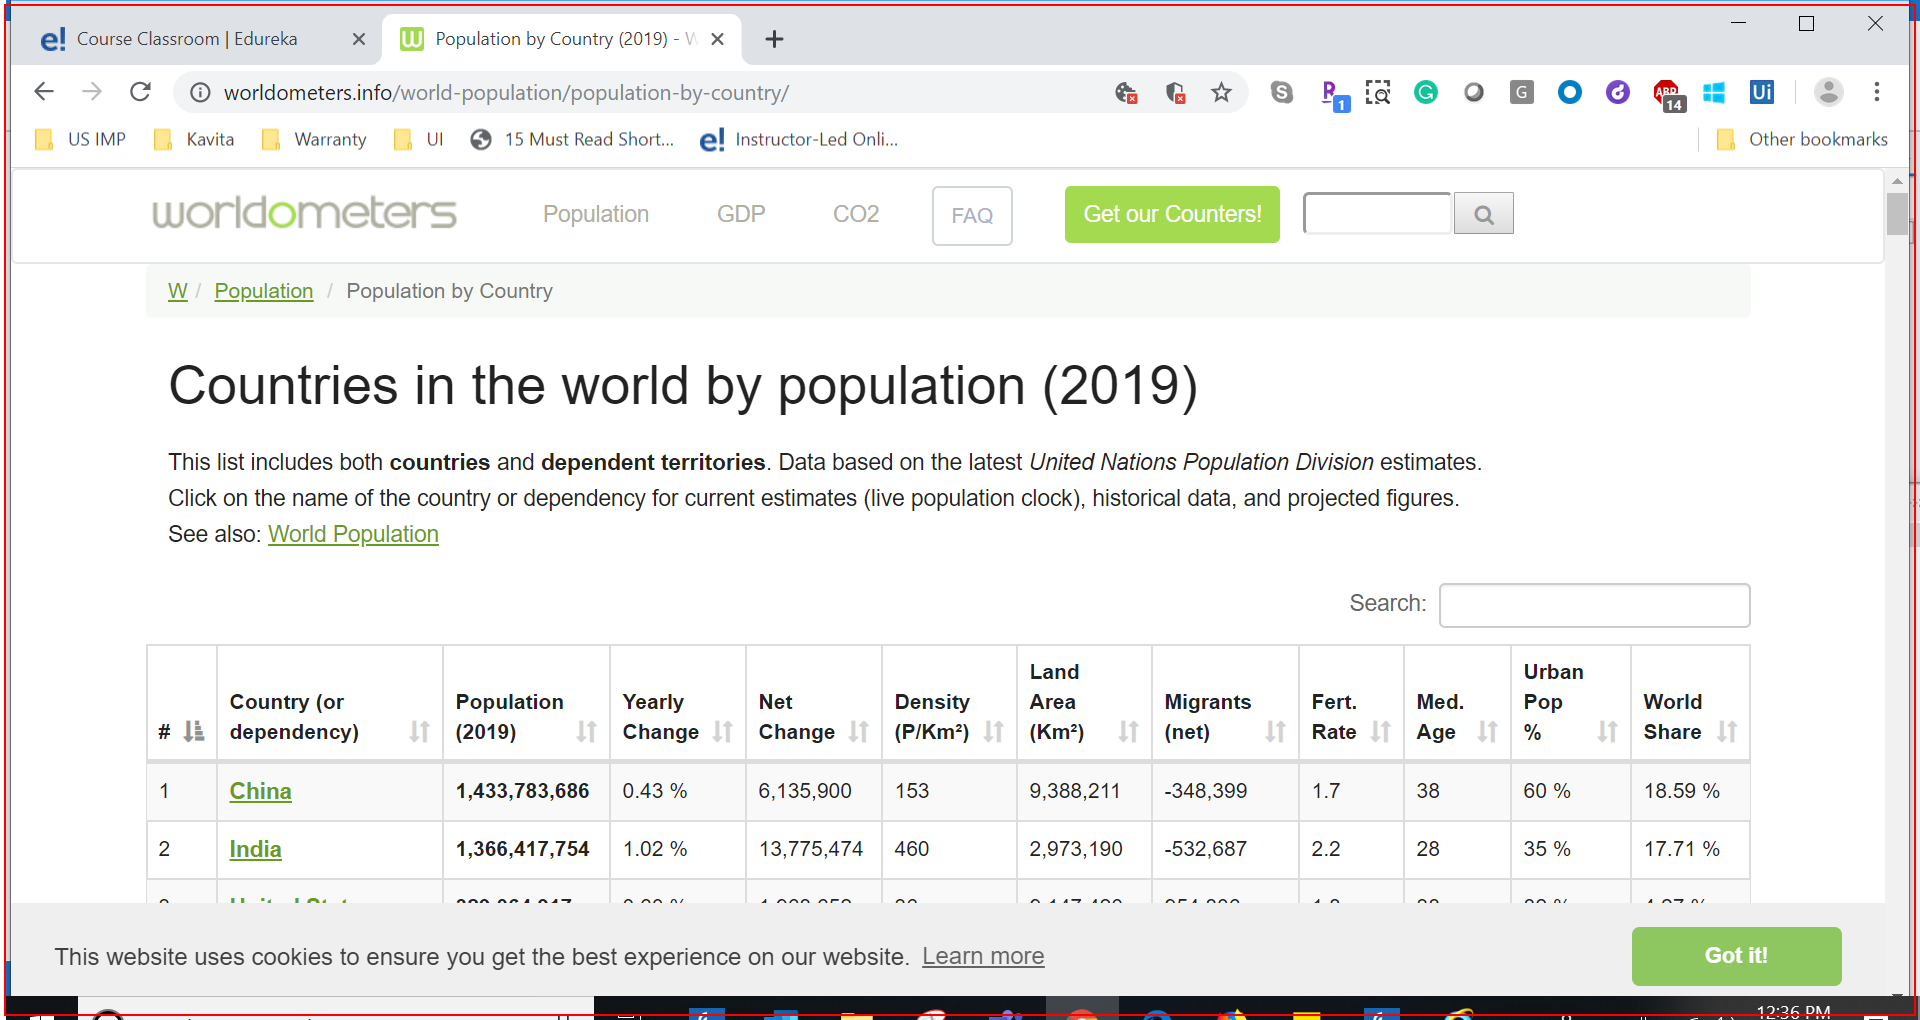 Course Classroom | Edureka
Population by Country (2019) - W
worldometers.info/world-population/population-by-country/
1
G
ABP
14
Ui
US IMP
Kavita
Warranty
UI
15 Must Read Short...
e! Instructor-Led Onli...
Other bookmarks
worldometers
Population
GDP
CO2
FAQ
Get our Counters!
W / Population / Population by Country
Countries in the world by population (2019)
This list includes both countries and dependent territories. Data based on the latest United Nations Population Division estimates.
Click on the name of the country or dependency for current estimates (live population clock), historical data, and projected figures.
See also: World Population
Search:
# Country (or dependency) Population (2019) Yearly Change Net Change Density (P/Km²) Land Area (Km²) Migrants (net) Fert. Rate Med. Age Urban Pop % World Share
1 China 1,433,783,686 0.43 % 6,135,900 153 9,388,211 -348,399 1.7 38 60 % 18.59 %
2 India 1,366,417,754 1.02 % 13,775,474 460 2,973,190 -532,687 2.2 28 35 % 17.71 %
This website uses cookies to ensure you get the best experience on our website. Learn more
Got it!
12:36 PM